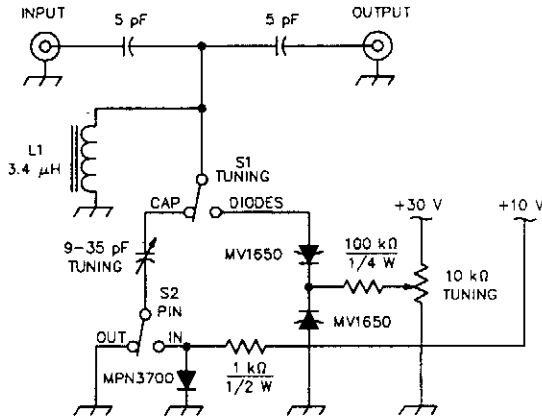 INPUT
5 pF
5 pF
OUTPUT
L1
3.4 μH
S1
TUNING
CAP
DIODES
+30 V
+10 V
9-35 pF
TUNING
MV1650
100 kΩ
1/4 W
10 kΩ
TUNING
S2
PIN
MV1650
OUT
IN
MPN3700
1 kΩ
1/2 W